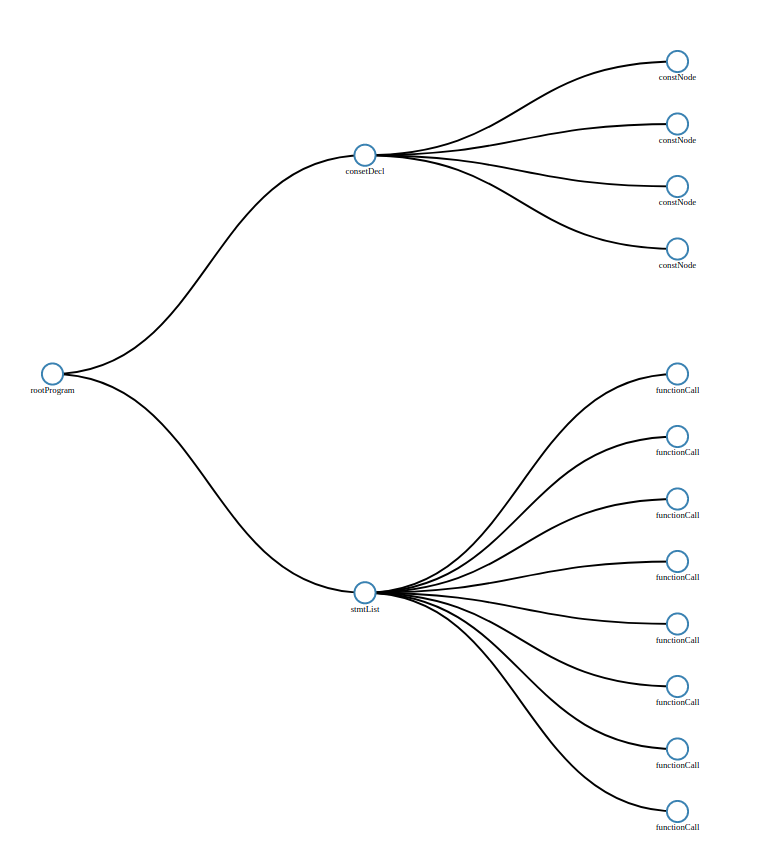 constNode
constNode
consetDecl
constNode
constNode
rootProgram
functionCall
functionCall
functionCall
functionCall
stmtList
functionCall
functionCall
functionCall
functionCall